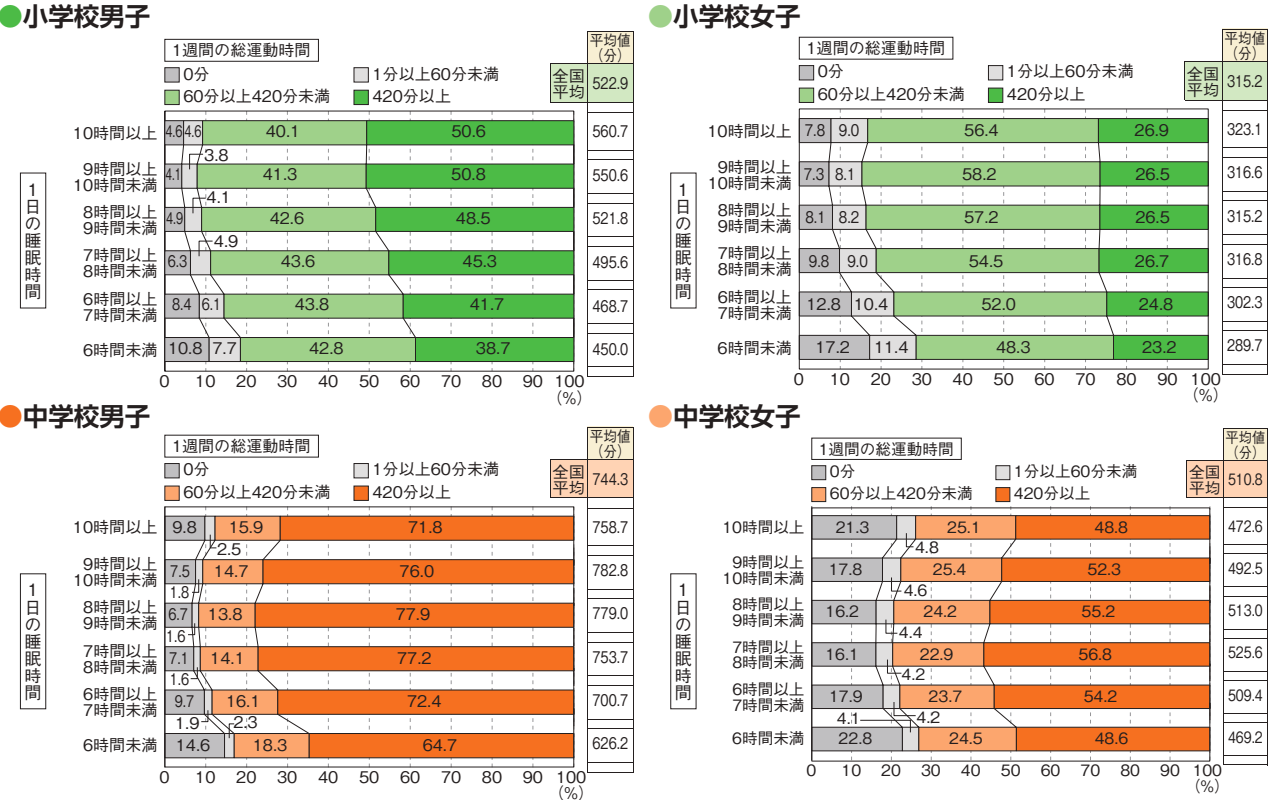 ●小学校男子
1週間の総運動時間
平均値
（分）
0分
1分以上60分未満
60分以上420分未満
420分以上
全国
平均
522.9
1日の睡眠時間
10時間以上
4.6 4.6 40.1 50.6 560.7
3.8
9時間以上
10時間未満
4.1 41.3 50.8 550.6
4.1
8時間以上
9時間未満
4.9 42.6 48.5 521.8
4.9
7時間以上
8時間未満
6.3 43.6 45.3 495.6
6時間以上
7時間未満
8.4 6.1 43.8 41.7 468.7
6時間未満
10.8 7.7 42.8 38.7 450.0
0 10 20 30 40 50 60 70 80 90 100
(%)
●小学校女子
1週間の総運動時間
平均値
（分）
0分
1分以上60分未満
60分以上420分未満
420分以上
全国
平均
315.2
1日の睡眠時間
10時間以上
7.8 9.0 56.4 26.9 323.1
9時間以上
10時間未満
7.3 8.1 58.2 26.5 316.6
8時間以上
9時間未満
8.1 8.2 57.2 26.5 315.2
7時間以上
8時間未満
9.8 9.0 54.5 26.7 316.8
6時間以上
7時間未満
12.8 10.4 52.0 24.8 302.3
6時間未満
17.2 11.4 48.3 23.2 289.7
0 10 20 30 40 50 60 70 80 90 100
(%)
●中学校男子
1週間の総運動時間
平均値
（分）
0分
1分以上60分未満
60分以上420分未満
420分以上
全国
平均
744.3
1日の睡眠時間
10時間以上
9.8 15.9 71.8 758.7
2.5
9時間以上
10時間未満
7.5 14.7 76.0 782.8
1.8
8時間以上
9時間未満
6.7 13.8 77.9 779.0
1.6
7時間以上
8時間未満
7.1 14.1 77.2 753.7
1.6
6時間以上
7時間未満
9.7 16.1 72.4 700.7
1.9 2.3
6時間未満
14.6 18.3 64.7 626.2
0 10 20 30 40 50 60 70 80 90 100
(%)
●中学校女子
1週間の総運動時間
平均値
（分）
0分
1分以上60分未満
60分以上420分未満
420分以上
全国
平均
510.8
1日の睡眠時間
10時間以上
21.3 25.1 48.8 472.6
4.8
9時間以上
10時間未満
17.8 25.4 52.3 492.5
4.6
8時間以上
9時間未満
16.2 24.2 55.2 513.0
4.4
7時間以上
8時間未満
16.1 22.9 56.8 525.6
4.2
6時間以上
7時間未満
17.9 23.7 54.2 509.4
4.1 4.2
6時間未満
22.8 24.5 48.6 469.2
0 10 20 30 40 50 60 70 80 90 100
(%)